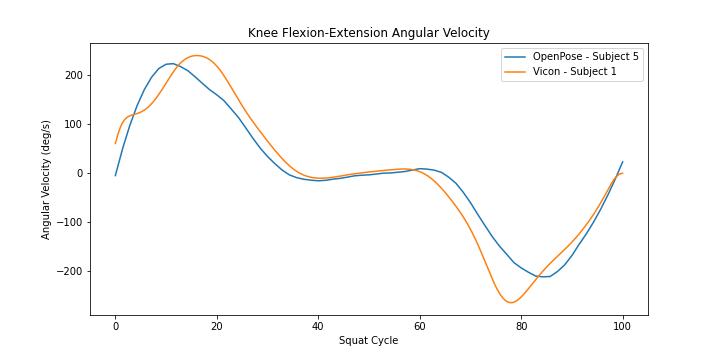 Knee Flexion-Extension Angular Velocity
OpenPose - Subject 5
Vicon - Subject 1
Angular Velocity (deg/s)
200
100
0
−100
−200
0 20 40 60 80 100
Squat Cycle